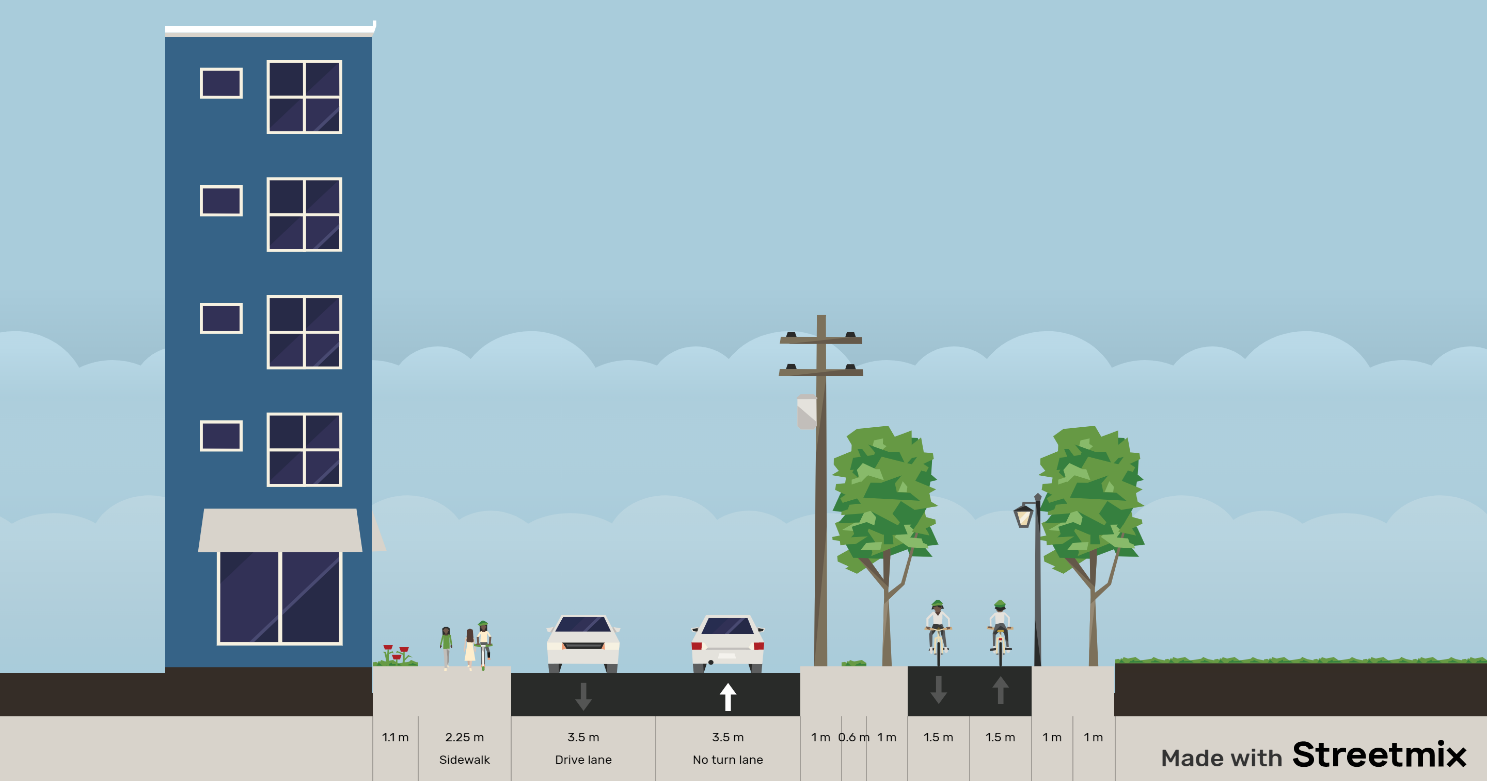 1.1 m
2.25 m
3.5 m
3.5 m
1 m
0.6 m
1 m
1.5 m
1.5 m
1 m
1 m
Sidewalk
Drive lane
No turn lane
Made with Streetmix